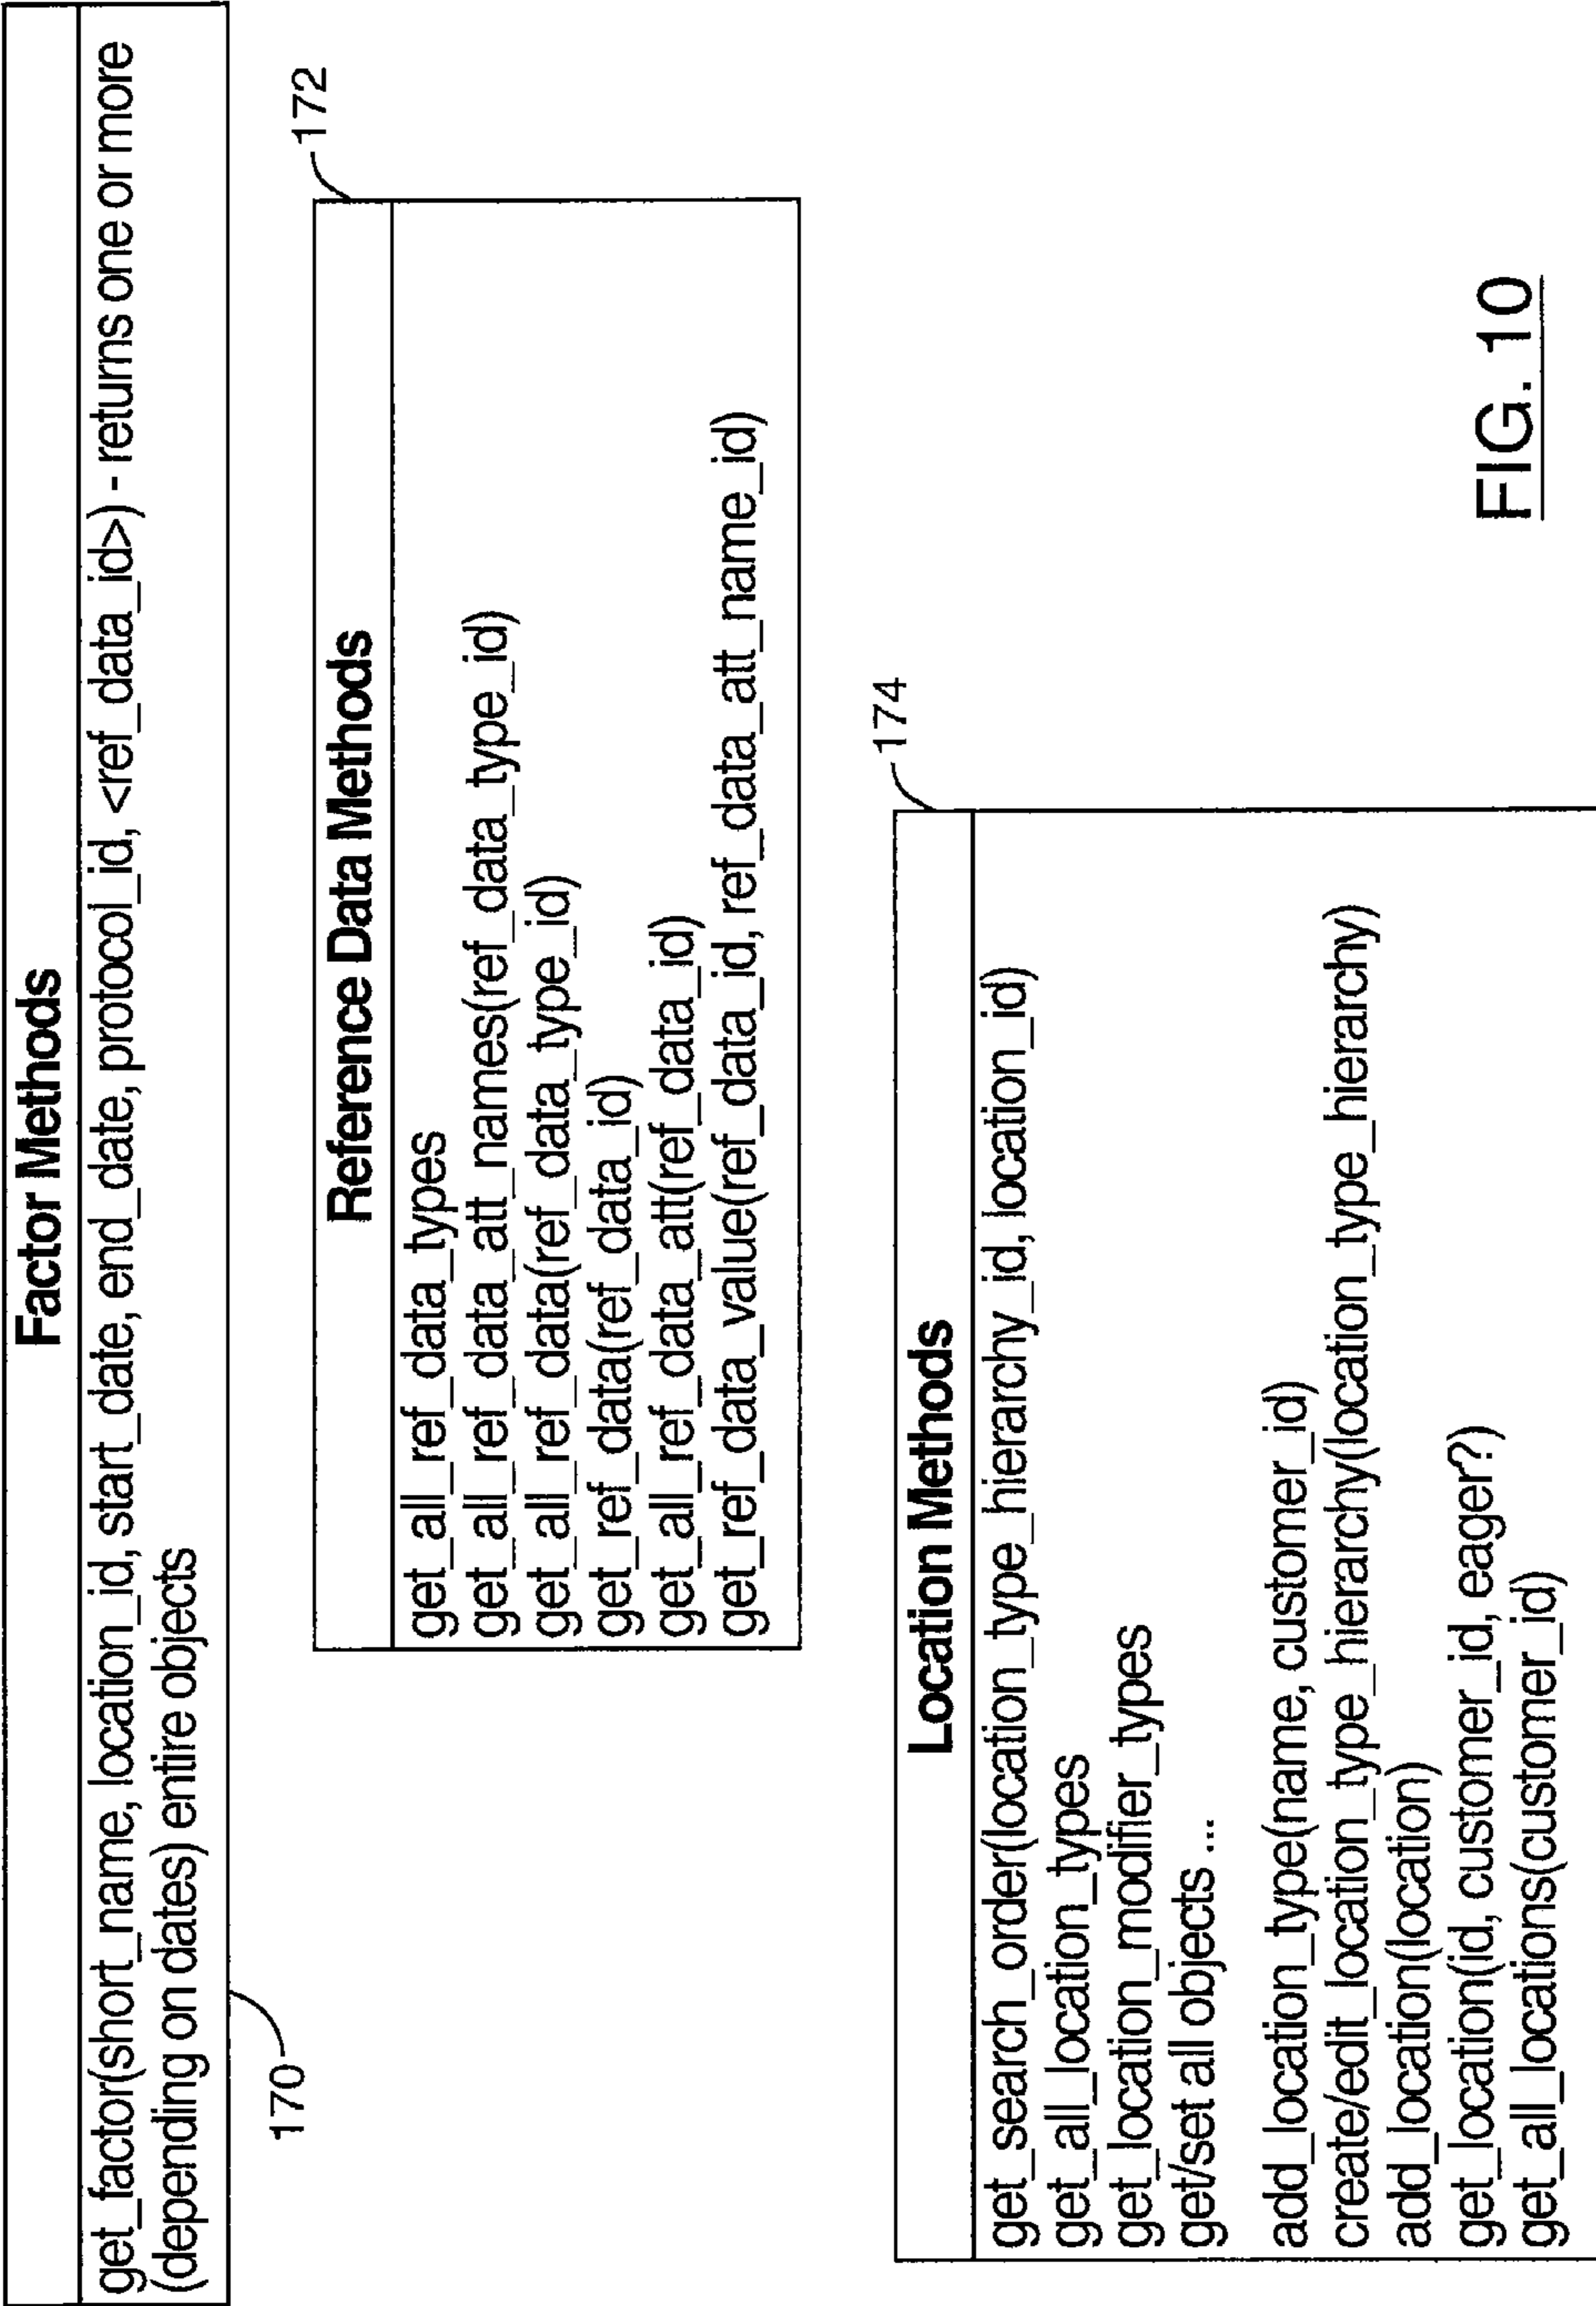 Factor Methods
get_factor(short_name, location_id, start_date, end_date, protocol_id, <ref_data_id>) - returns one or more
(depending on dates) entire objects
170
172
Reference Data Methods
get_all_ref_data_types
get_all_ref_data_att_names(ref_data_type_id)
get_all_ref_data(ref_data_type_id)
get_ref_data(ref_data_id)
get_all_ref_data_att(ref_data_id)
get_ref_data_value(ref_data_id, ref_data_att_name_id)
174
Location Methods
get_search_order(location_type_hierarchy_id, location_id)
get_all_location_types
get_location_modifier_types
get/set all objects ...
add_location_type(name, customer_id)
create/edit_location_type_hierarchy(location_type_hierarchy)
add_location(location)
get_location(id, customer_id, eager?)
get_all_locations(customer_id)
FIG. 10